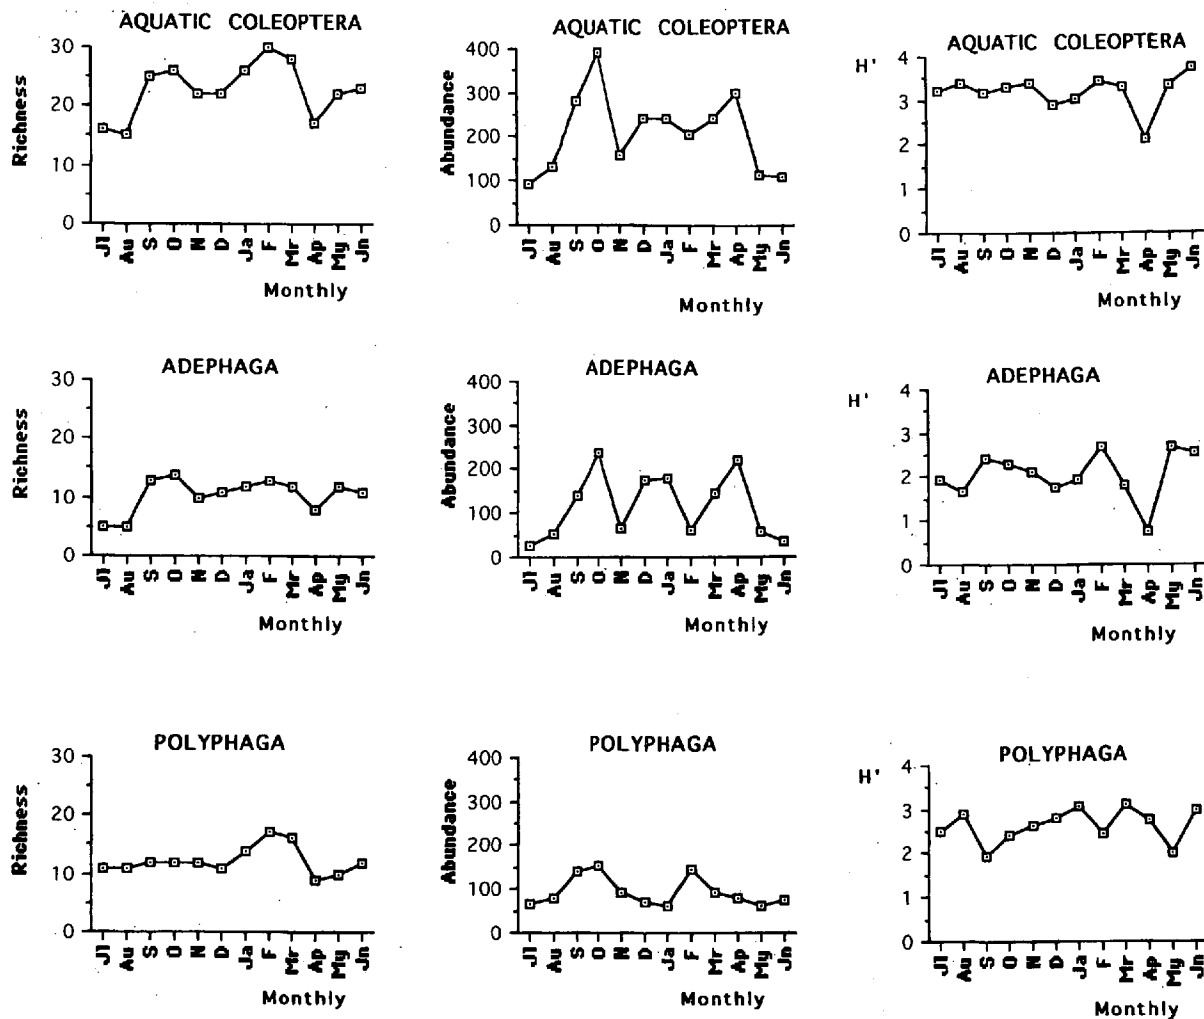 AQUATIC COLEOPTERA
Richness
30
20
10
0
Jl Au S O N D Ja F Mr Ap My Jn
Monthly
AQUATIC COLEOPTERA
Abundance
400
300
200
100
0
Jl Au S O N D Ja F Mr Ap My Jn
Monthly
AQUATIC COLEOPTERA
H'
4
3
2
1
0
Jl Au S O N D Ja F Mr Ap My Jn
Monthly
ADEPHAGA
Richness
30
20
10
0
Jl Au S O N D Ja F Mr Ap My Jn
Monthly
ADEPHAGA
Abundance
400
300
200
100
0
Jl Au S O N D Ja F Mr Ap My Jn
Monthly
ADEPHAGA
H'
4
3
2
1
0
Jl Au S O N D Ja F Mr Ap My Jn
Monthly
POLYPHAGA
Richness
30
20
10
0
Jl Au S O N D Ja F Mr Ap My Jn
Monthly
POLYPHAGA
Abundance
400
300
200
100
0
Jl Au S O N D Ja F Mr Ap My Jn
Monthly
POLYPHAGA
H'
4
3
2
1
0
Jl Au S O N D Ja F Mr Ap My Jn
Monthly